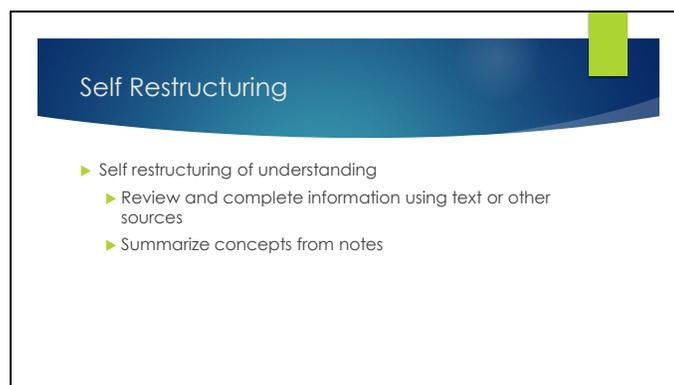 Self Restructuring
Self restructuring of understanding
Review and complete information using text or other
sources
Summarize concepts from notes